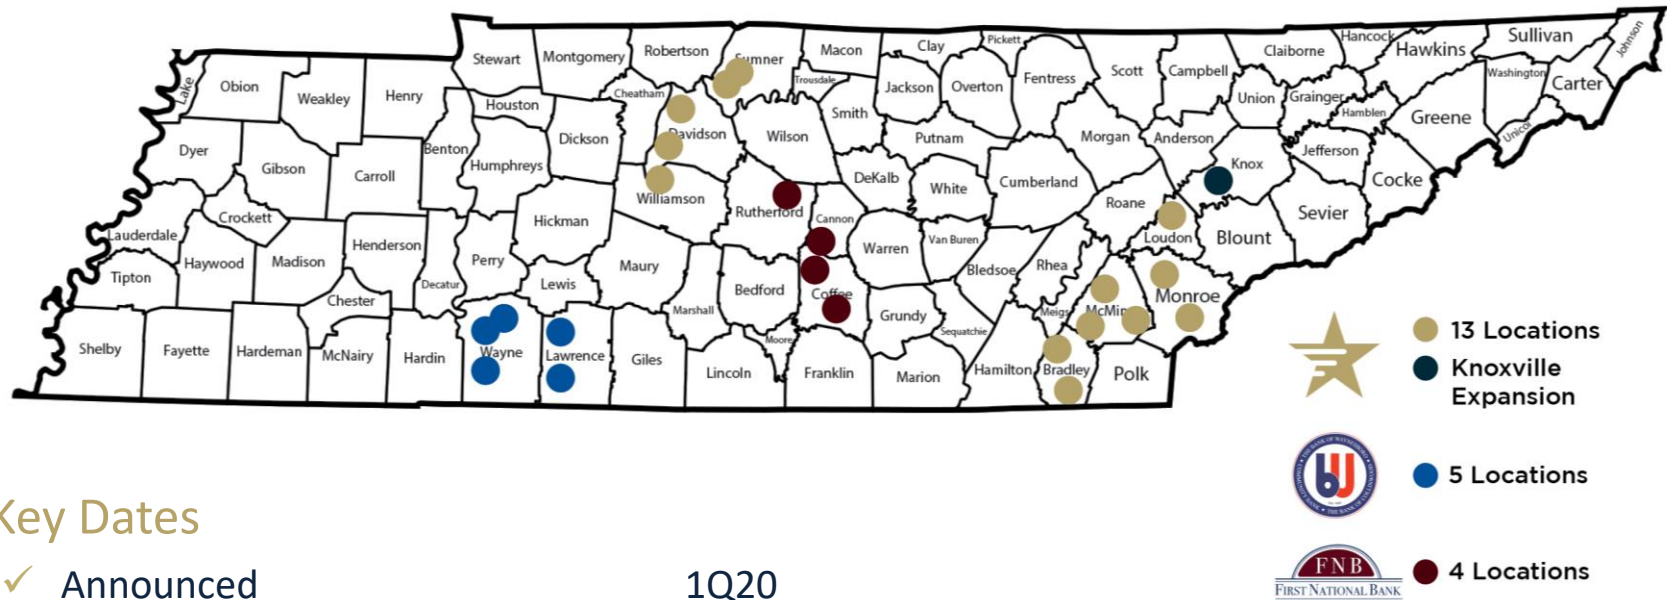 Stewart
Montgomery
Robertson
Sumner
Macon
Clay
Pickett
Claiborne
Hancock
Hawkins
Sullivan
Johnson
Lake
Obion
Weakley
Henry
Houston
Cheatham
Trousdale
Jackson
Overton
Fentress
Scott
Campbell
Union
Grainger
Hamblen
Washington
Carter
Greene
Unicoi
Dyer
Gibson
Carroll
Benton
Humphreys
Dickson
Davidson
Wilson
Smith
Putnam
Morgan
Anderson
Knox
Jefferson
Cocke
Lauderdale
Crockett
Haywood
Madison
Henderson
Decatur
Perry
Hickman
Williamson
Rutherford
Cannon
DeKalb
White
Cumberland
Roane
Loudon
Blount
Sevier
Tipton
Chester
Lewis
Maury
Marshall
Bedford
Coffee
Warren
Van Buren
Bledsoe
Rhea
Meigs
McMin
Monroe
Shelby
Fayette
Hardeman
McNairy
Hardin
Wayne
Lawrence
Giles
Lincoln
Moore
Franklin
Grundy
Sequatchie
Marion
Hamilton
Bradley
Polk
13 Locations
Knoxville
Expansion
bW
5 Locations
FNB
FIRST NATIONAL BANK
4 Locations
Key Dates
✓ Announced 1Q20